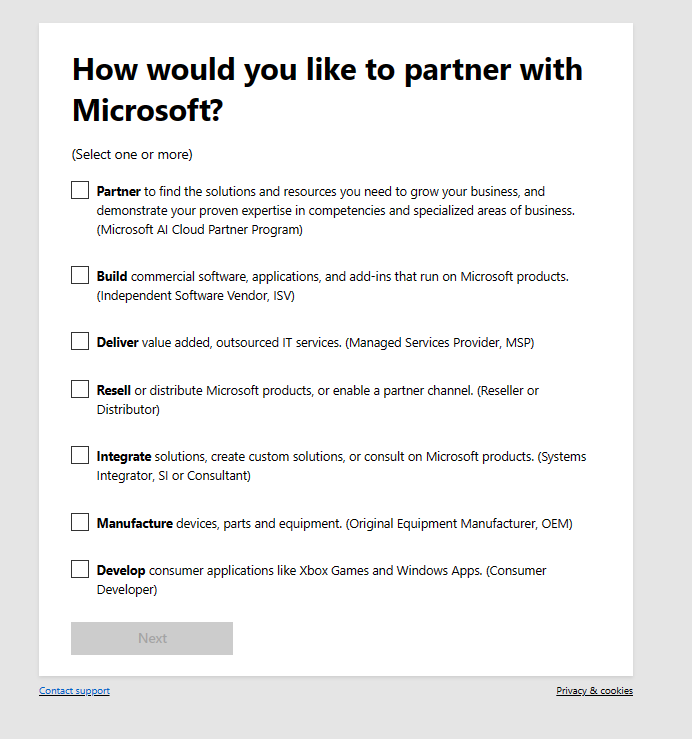 How would you like to partner with
Microsoft?
(Select one or more)
Partner to find the solutions and resources you need to grow your business, and
demonstrate your proven expertise in competencies and specialized areas of business.
(Microsoft AI Cloud Partner Program)
Build commercial software, applications, and add-ins that run on Microsoft products.
(Independent Software Vendor, ISV)
Deliver value added, outsourced IT services. (Managed Services Provider, MSP)
Resell or distribute Microsoft products, or enable a partner channel. (Reseller or
Distributor)
Integrate solutions, create custom solutions, or consult on Microsoft products. (Systems
Integrator, SI or Consultant)
Manufacture devices, parts and equipment. (Original Equipment Manufacturer, OEM)
Develop consumer applications like Xbox Games and Windows Apps. (Consumer
Developer)
Next
Contact support
Privacy & cookies